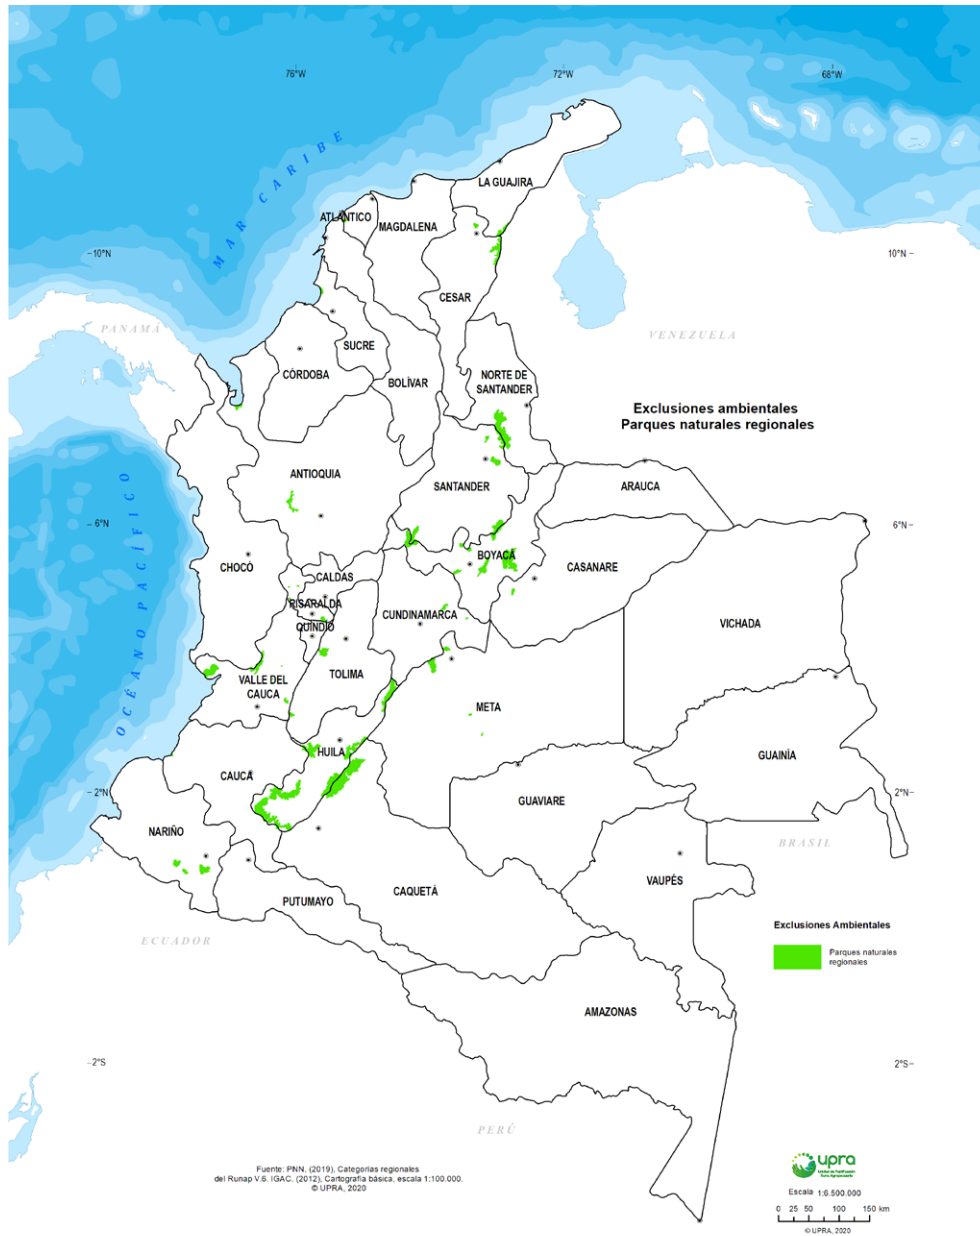 76°W
72°W
68°W
MAR CARIBE
LA GUAJIRA
ATLÁNTICO
MAGDALENA
10°N
10°N
CESAR
PANAMÁ
VENEZUELA
SUCRE
CÓRDOBA
BOLÍVAR
NORTE DE
SANTANDER
Exclusiones ambientales
Parques naturales regionales
ANTIOQUIA
SANTANDER
ARAUCA
OCÉANO PACÍFICO
6°N
6°N
CHOCÓ
BOYACÁ
CASANARE
CALDAS
RISARALDA
CUNDINAMARCA
QUINDÍO
VICHADA
TOLIMA
VALLE DEL
CAUCA
META
HUILA
GUAINÍA
CAUCA
2°N
GUAVIARE
2°N
NARIÑO
BRASIL
VAUPÉS
CAQUETÁ
PUTUMAYO
ECUADOR
Exclusiones Ambientales
Parques naturales
regionales
AMAZONAS
2°S
2°S
PERÚ
Fuente: PNN. (2019), Categorías regionales
del Runap V.6. IGAC. (2012), Cartografía básica, escala 1:100.000.
© UPRA, 2020
upra
Escala 1:6.500.000
0 25 50 100 150 km
© UPRA, 2020